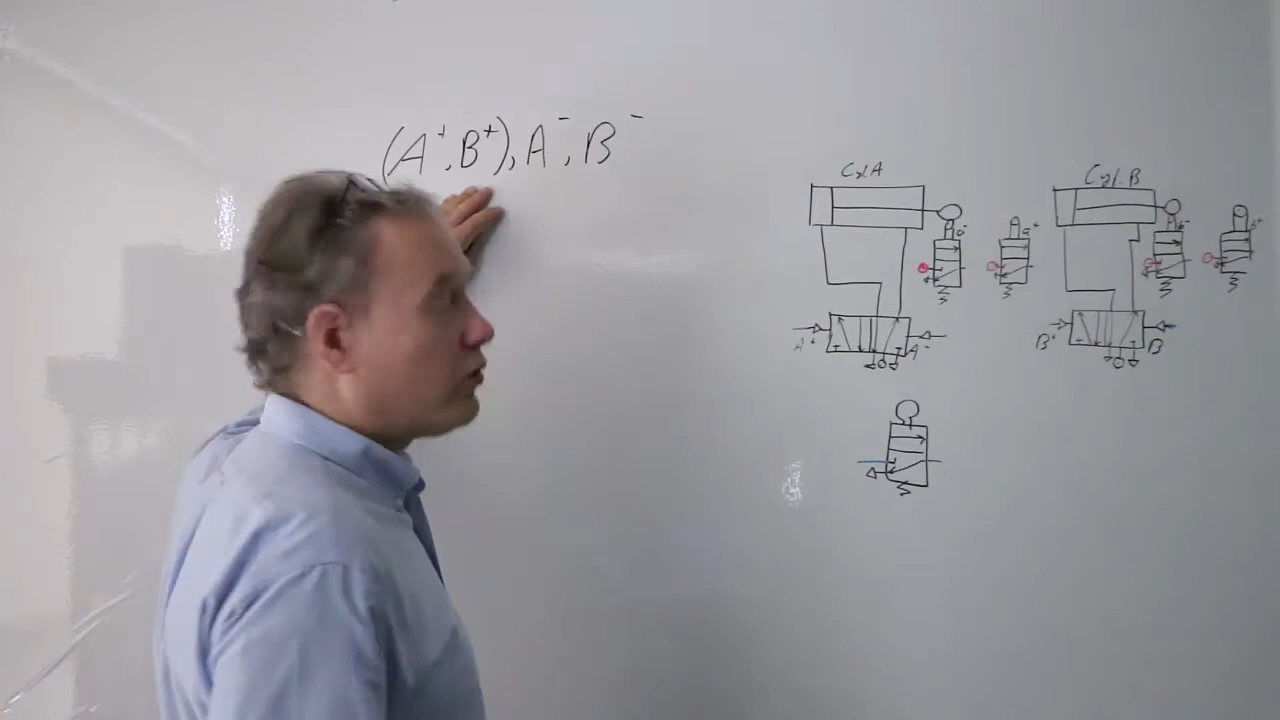 (A⁺, B⁺), A⁻, B⁻
Cyl.A
Cyl.B
a⁻
a⁺
b⁻
A⁺
A⁻
B⁺
B